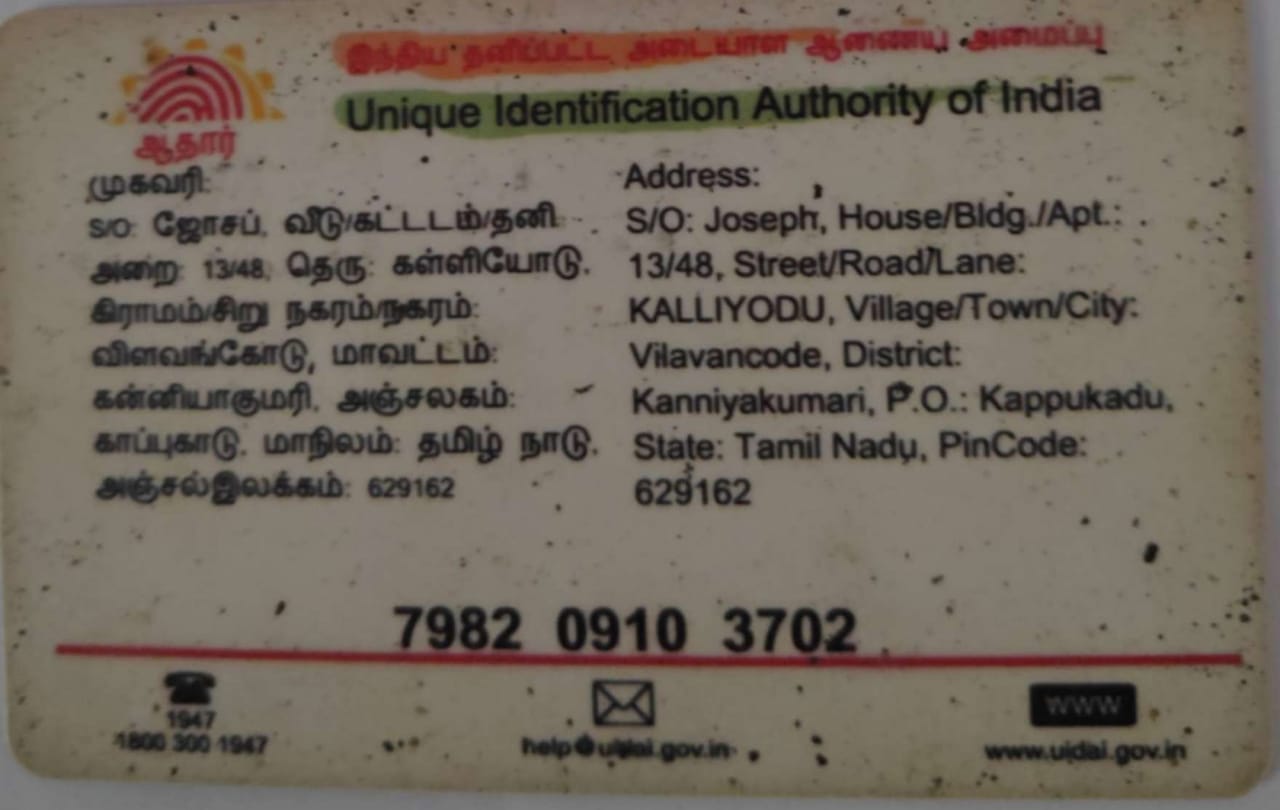 இந்திய தனிப்பட்ட அடையாள ஆணைய அமைப்பு
Unique Identification Authority of India
ஆதார்
முகவரி:
S/O: ஜோசப், வீடு/கட்டடம்/தனி
அறை: 13/48, தெரு: கள்ளியோடு,
கிராமம்/சிறு நகரம்/நகரம்:
விளவங்கோடு, மாவட்டம்:
கன்னியாகுமரி, அஞ்சலகம்:
காப்புகாடு, மாநிலம்: தமிழ் நாடு,
அஞ்சல்இலக்கம்: 629162
Address:
S/O: Joseph, House/Bldg./Apt.:
13/48, Street/Road/Lane:
KALLIYODU, Village/Town/City:
Vilavancode, District:
Kanniyakumari, P.O.: Kappukadu,
State: Tamil Nadu, PinCode:
629162
7982 0910 3702
1947
1800 300 1947
help@uidai.gov.in
WWW
www.uidai.gov.in